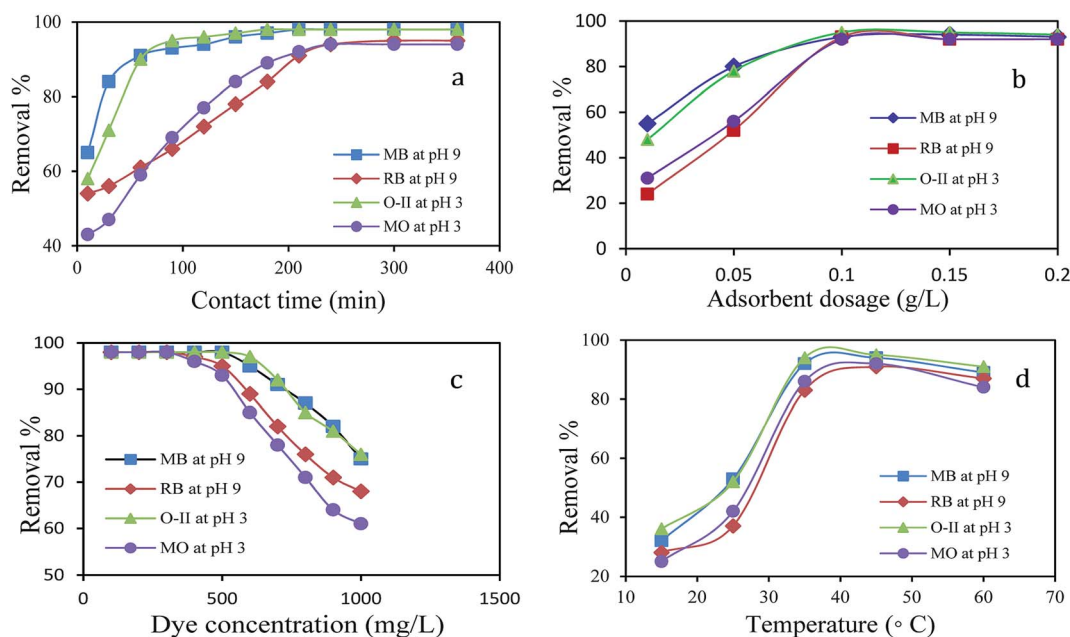 100
80
60
40
Removal %
a
MB at pH 9
RB at pH 9
O-II at pH 3
MO at pH 3
0
100
200
300
400
Contact time (min)
100
80
60
40
20
0
Removal %
b
MB at pH 9
RB at pH 9
O-II at pH 3
MO at pH 3
0
0.05
0.1
0.15
0.2
Adsorbent dosage (g/L)
100
90
80
70
60
50
Removal %
c
MB at pH 9
RB at pH 9
O-II at pH 3
MO at pH 3
0
500
1000
1500
Dye concentration (mg/L)
100
80
60
40
20
Removal %
d
MB at pH 9
RB at pH 9
O-II at pH 3
MO at pH 3
10
20
30
40
50
60
70
Temperature (◦ C)